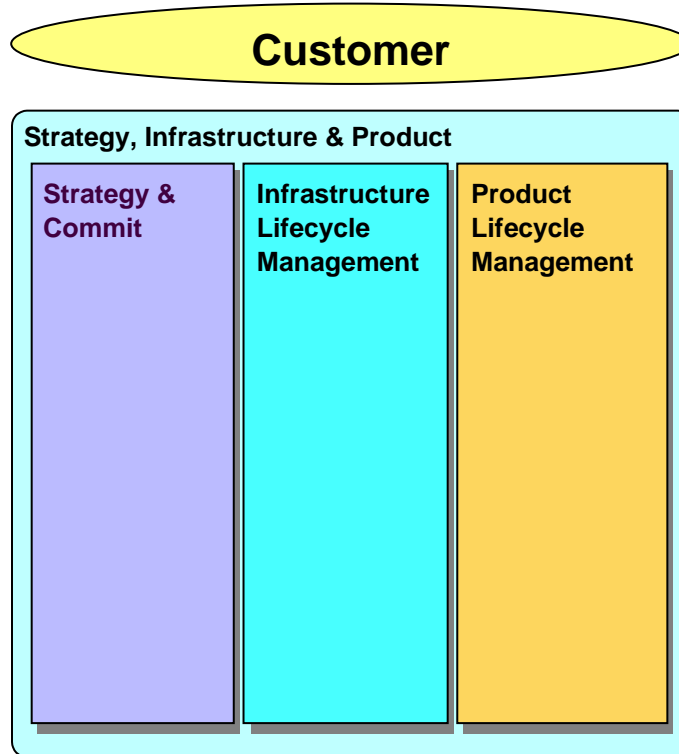 Customer
Strategy, Infrastructure & Product
Strategy &
Commit
Infrastructure
Lifecycle
Management
Product
Lifecycle
Management